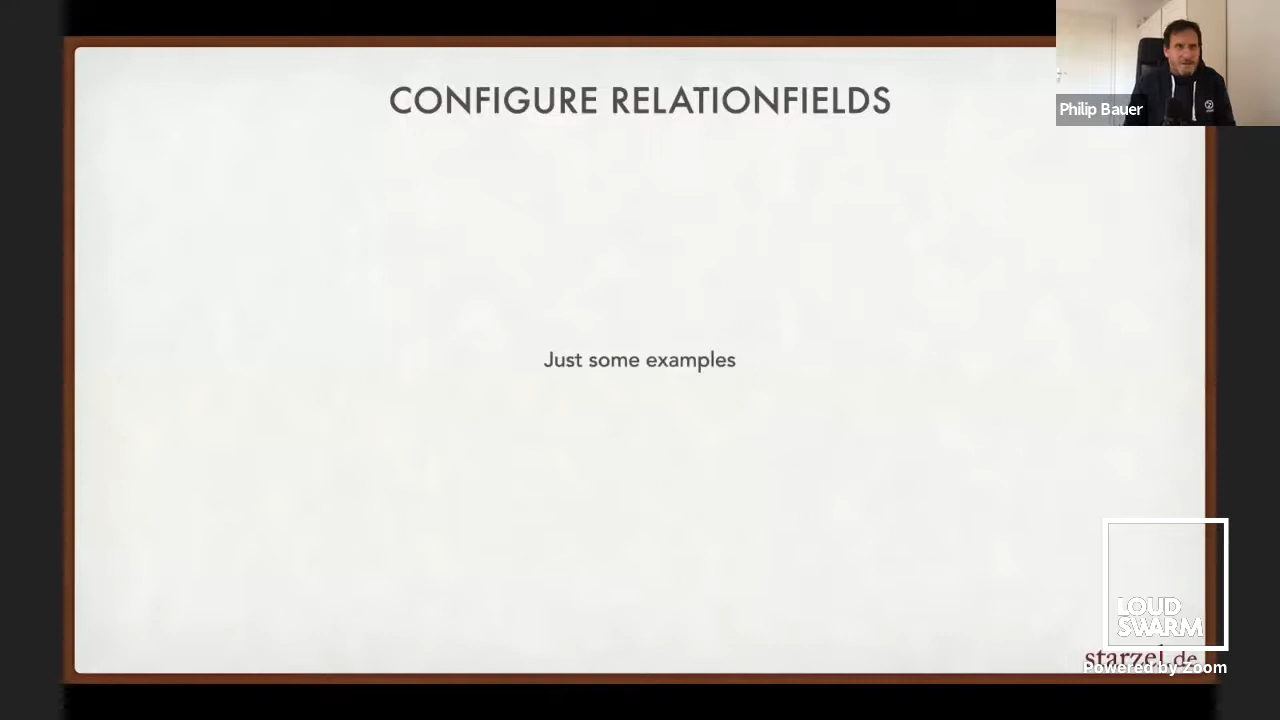 CONFIGURE RELATIONFIELDS
Philip Bauer
Just some examples
LOUD
SWARM
starzel.de
Powered by Zoom